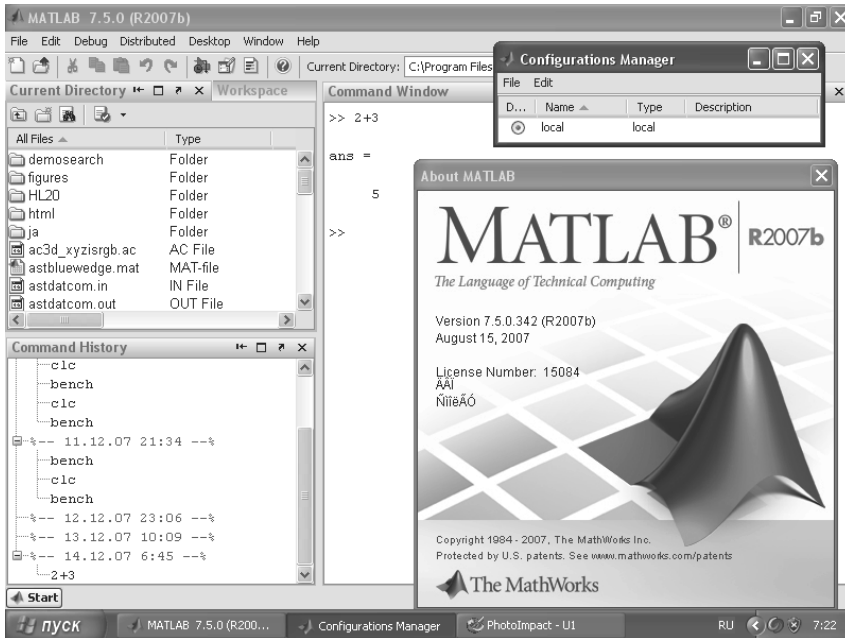 MATLAB 7.5.0 (R2007b)
File Edit Debug Distributed Desktop Window Help
Current Directory: C:\Program Files
Current Directory Workspace
All Files Type
demosearch Folder
figures Folder
HL20 Folder
html Folder
ja Folder
ac3d_xyzisrgb.ac AC File
astbluewedge.mat MAT-file
astdatcom.in IN File
astdatcom.out OUT File
Command History
clc
bench
clc
bench
%-- 11.12.07 21:34 --%
bench
clc
bench
%-- 12.12.07 23:06 --%
%-- 13.12.07 10:09 --%
%-- 14.12.07 6:45 --%
2+3
Command Window
>> 2+3
ans =
5
>>
Configurations Manager
File Edit
D... Name Type Description
local local
About MATLAB
MATLAB® R2007b
The Language of Technical Computing
Version 7.5.0.342 (R2007b)
August 15, 2007
License Number: 15084
ÄÂÏ
ÑïïëÃÓ
Copyright 1984 - 2007, The MathWorks Inc.
Protected by U.S. patents. See www.mathworks.com/patents
The MathWorks
Start
пуск MATLAB 7.5.0 (R200... Configurations Manager PhotoImpact - U1 RU 7:22